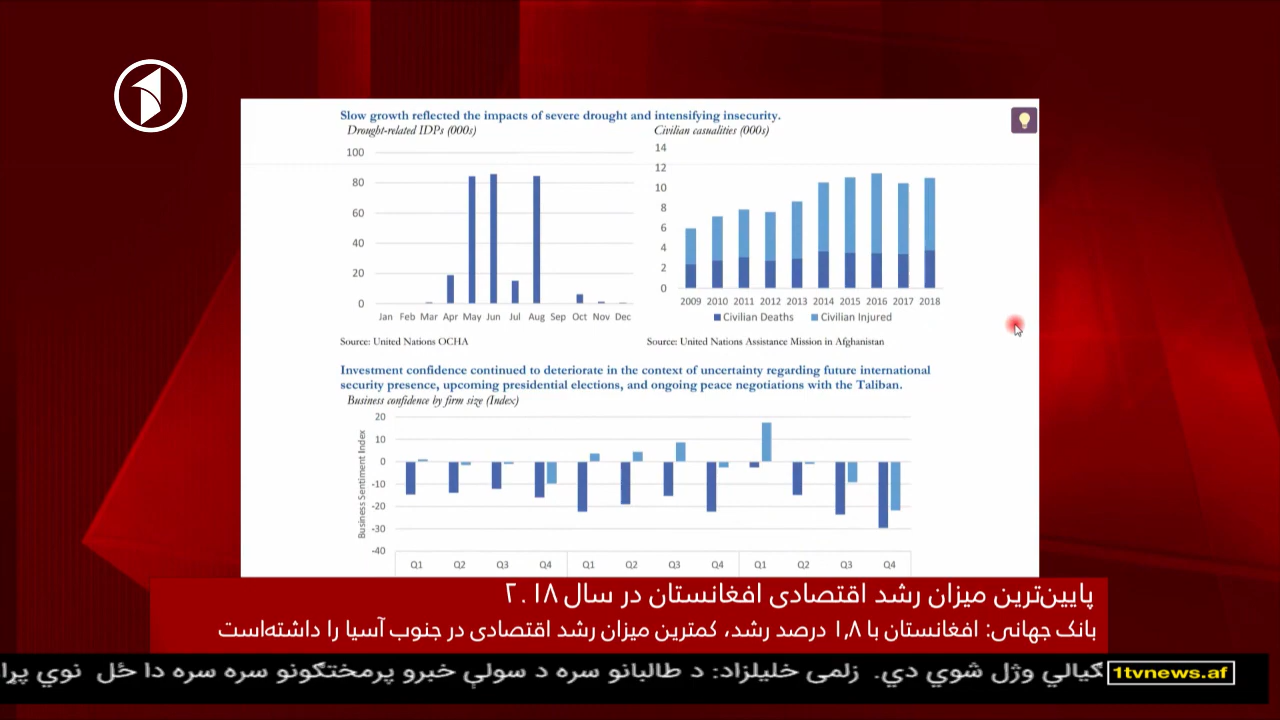 Slow growth reflected the impacts of severe drought and intensifying insecurity.
Drought-related IDPs (000s)
100
80
60
40
20
0
Jan Feb Mar Apr May Jun Jul Aug Sep Oct Nov Dec
Source: United Nations OCHA
Civilian casualities (000s)
14
12
10
8
6
4
2
0
2009 2010 2011 2012 2013 2014 2015 2016 2017 2018
Civilian Deaths Civilian Injured
Source: United Nations Assistance Mission in Afghanistan
Investment confidence continued to deteriorate in the context of uncertainty regarding future international
security presence, upcoming presidential elections, and ongoing peace negotiations with the Taliban.
Business confidence by firm size (Index)
Business Sentiment Index
20
10
0
-10
-20
-30
-40
Q1 Q2 Q3 Q4 Q1 Q2 Q3 Q4 Q1 Q2 Q3 Q4
پایین‌ترین میزان رشد اقتصادی افغانستان در سال ۲۰۱۸
بانک جهانی: افغانستان با ۱٫۸ درصد رشد، کمترین میزان رشد اقتصادی در جنوب آسیا را داشته‌است
ګیالي وژل شوي دي. زلمی خلیلزاد: د طالبانو سره د سولې خبرو پرمختګونو سره سره دا ځل نوي
1tvnews.af